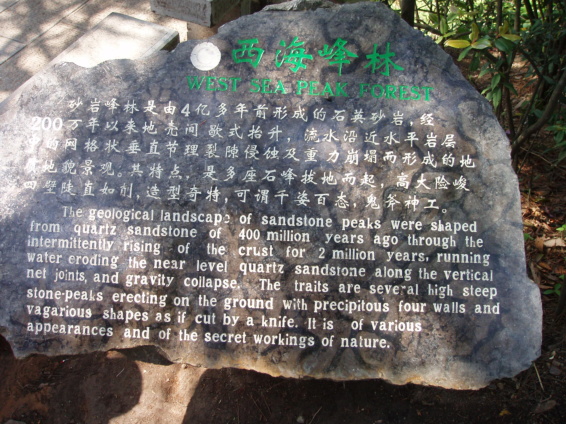 西海峰林
WEST SEA PEAK FOREST
砂岩峰林是由4亿多年前形成的石英砂岩，经
200万年以来地壳间歇式抬升，流水沿近水平岩层
中的网格状垂直节理裂隙侵蚀及重力崩塌而形成的地
质地貌景观。其特点，是多座石峰拔地而起，高大险峻
四壁陡直如削，造型奇特，可谓千姿百态，鬼斧神工。
The geological landscape of sandstone peaks were shaped
from quartz sandstone of 400 million years ago through the
intermittently rising of the crust for 2 million years, running
water eroding the near level quartz sandstone along the vertical
net joints, and gravity collapse. The traits are several high steep
stone-peaks erecting on the ground with precipitous four walls and
vagarious shapes as if cut by a knife. It is of various
appearances and of the secret workings of nature.